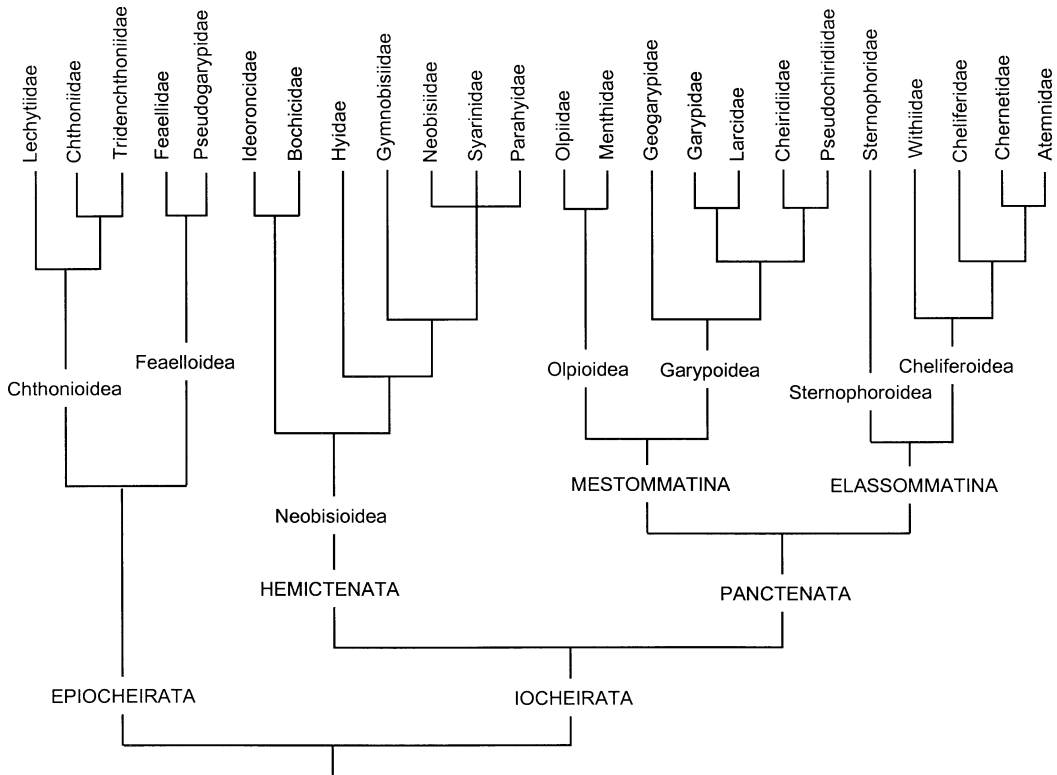 Lechytiidae
Chthoniidae
Tridenchthoniidae
Feaellidae
Pseudogarypidae
Ideoroncidae
Bochicidae
Hyidae
Gymnobisiidae
Neobisiidae
Syarinidae
Parahyidae
Olpiidae
Menthidae
Geogarypidae
Garypidae
Larcidae
Cheiridiidae
Pseudochiridiidae
Sternophoridae
Withiidae
Cheliferidae
Chernetidae
Atemnidae
Chthonioidea
Feaelloidea
Olpioidea
Garypoidea
Sternophoroidea
Cheliferoidea
MESTOMMATINA
ELASSOMMATINA
Neobisioidea
HEMICTENATA
PANCTENATA
EPIOCHEIRATA
IOCHEIRATA